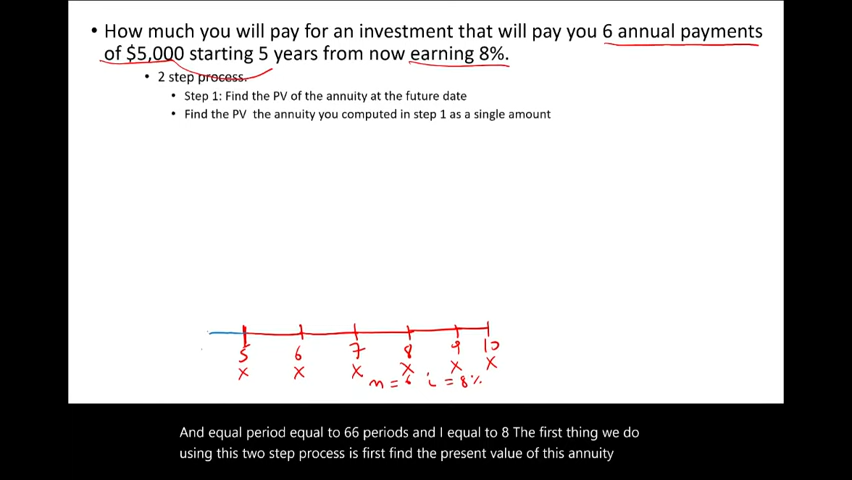 • How much you will pay for an investment that will pay you 6 annual payments
of $5,000 starting 5 years from now earning 8%.
• 2 step process.
• Step 1: Find the PV of the annuity at the future date
• Find the PV the annuity you computed in step 1 as a single amount
5 6 7 8 9 10
x x x x x x
n = 6 i = 8%
And equal period equal to 66 periods and I equal to 8 The first thing we do
using this two step process is first find the present value of this annuity